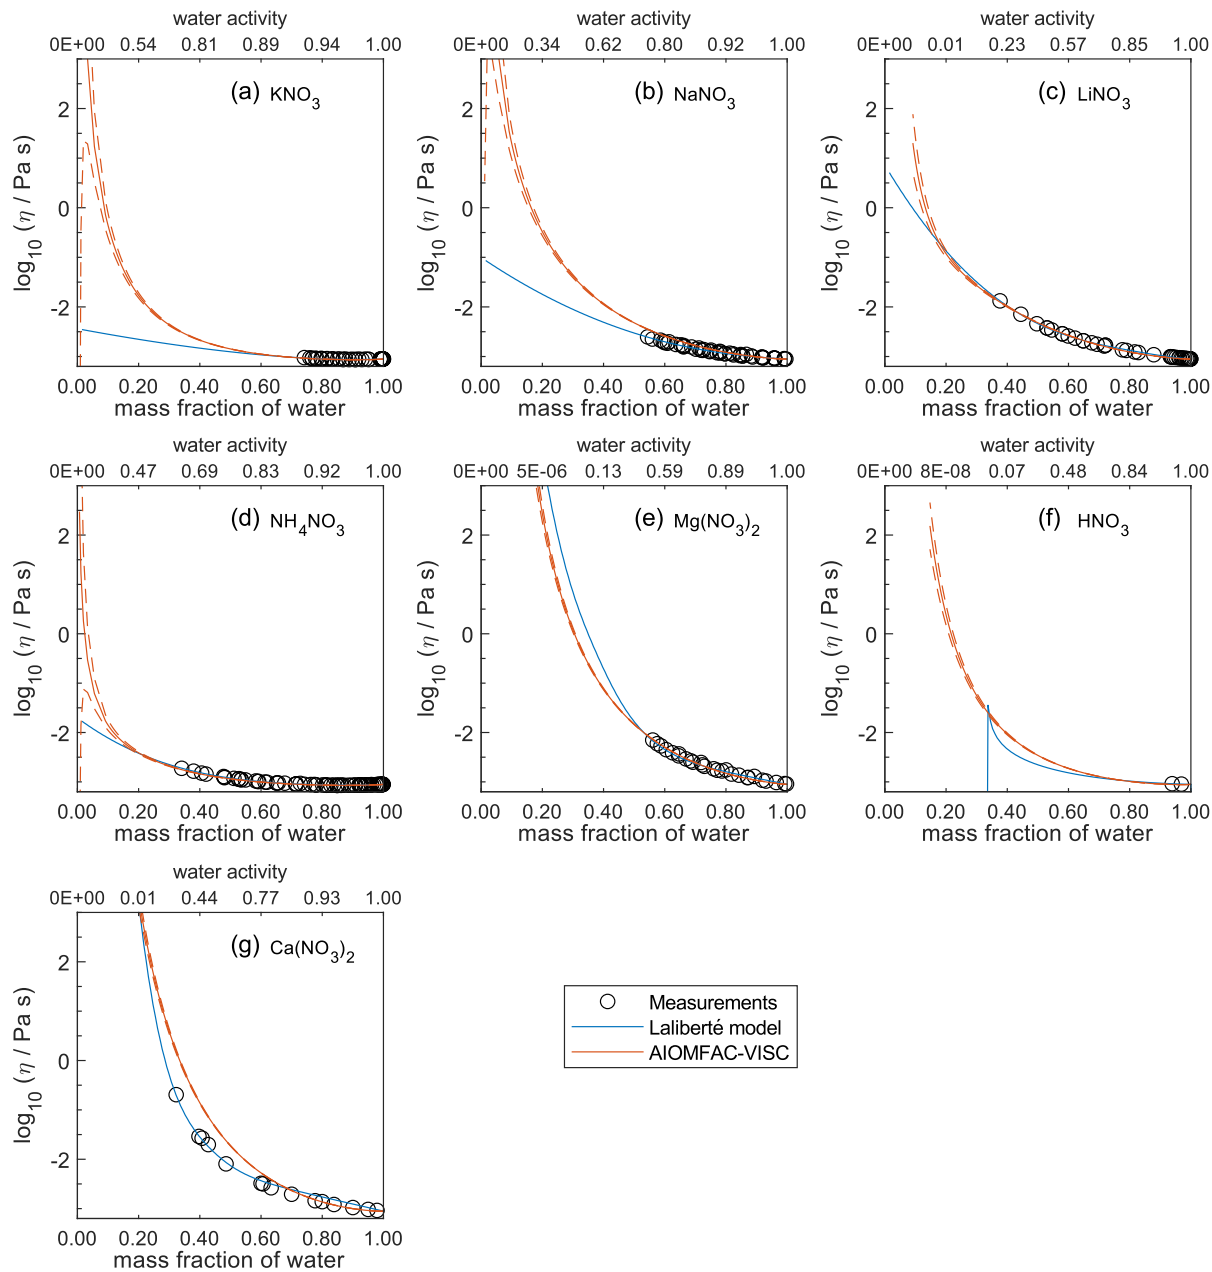 water activity
0E+00 0.54 0.81 0.89 0.94 1.00
(a) KNO3
log10 (η / Pa s)
2
0
-2
0.00 0.20 0.40 0.60 0.80 1.00
mass fraction of water
water activity
0E+00 0.34 0.62 0.80 0.92 1.00
(b) NaNO3
log10 (η / Pa s)
2
0
-2
0.00 0.20 0.40 0.60 0.80 1.00
mass fraction of water
water activity
0E+00 0.01 0.23 0.57 0.85 1.00
(c) LiNO3
log10 (η / Pa s)
2
0
-2
0.00 0.20 0.40 0.60 0.80 1.00
mass fraction of water
water activity
0E+00 0.47 0.69 0.83 0.92 1.00
(d) NH4NO3
log10 (η / Pa s)
2
0
-2
0.00 0.20 0.40 0.60 0.80 1.00
mass fraction of water
water activity
0E+00 5E-06 0.13 0.59 0.89 1.00
(e) Mg(NO3)2
log10 (η / Pa s)
2
0
-2
0.00 0.20 0.40 0.60 0.80 1.00
mass fraction of water
water activity
0E+00 8E-08 0.07 0.48 0.84 1.00
(f) HNO3
log10 (η / Pa s)
2
0
-2
0.00 0.20 0.40 0.60 0.80 1.00
mass fraction of water
water activity
0E+00 0.01 0.44 0.77 0.93 1.00
(g) Ca(NO3)2
log10 (η / Pa s)
2
0
-2
0.00 0.20 0.40 0.60 0.80 1.00
mass fraction of water
Measurements
Laliberté model
AIOMFAC-VISC